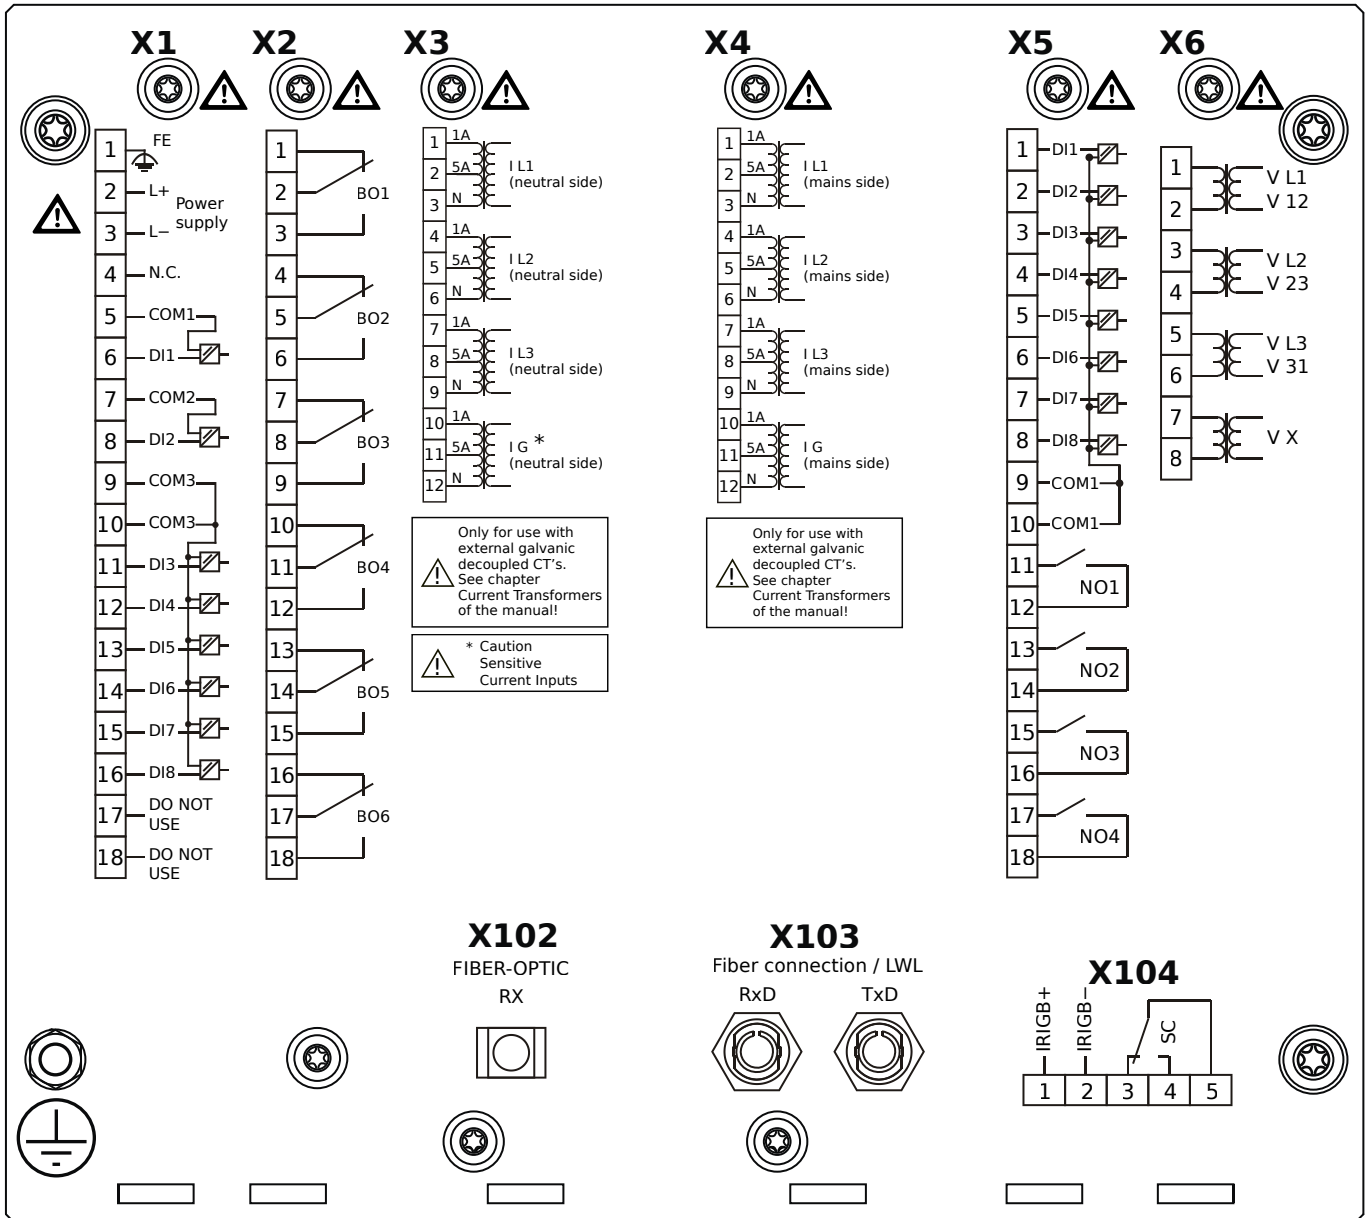 X1
X2
X3
X4
X5
X6
1 FE
2 L+ Power
supply
3 L−
4 N.C.
5 COM1
6 DI1
7 COM2
8 DI2
9 COM3
10 COM3
11 DI3
12 DI4
13 DI5
14 DI6
15 DI7
16 DI8
17 DO NOT
USE
18 DO NOT
USE
1
2 BO1
3
4
5 BO2
6
7
8 BO3
9
10
11 BO4
12
13
14 BO5
15
16
17 BO6
18
1 1A
2 5A I L1
(neutral side)
3 N
4 1A
5 5A I L2
(neutral side)
6 N
7 1A
8 5A I L3
(neutral side)
9 N
10 1A
11 5A I G *
(neutral side)
12 N
Only for use with
external galvanic
decoupled CT's.
See chapter
Current Transformers
of the manual!
* Caution
Sensitive
Current Inputs
1 1A
2 5A I L1
(mains side)
3 N
4 1A
5 5A I L2
(mains side)
6 N
7 1A
8 5A I L3
(mains side)
9 N
10 1A
11 5A I G
(mains side)
12 N
Only for use with
external galvanic
decoupled CT's.
See chapter
Current Transformers
of the manual!
1 DI1
2 DI2
3 DI3
4 DI4
5 DI5
6 DI6
7 DI7
8 DI8
9 COM1
10 COM1
11
NO1
12
13
NO2
14
15
NO3
16
17
NO4
18
1 V L1
2 V 12
3 V L2
4 V 23
5 V L3
6 V 31
7
V X
8
X102
FIBER-OPTIC
RX
X103
Fiber connection / LWL
RxD TxD
X104
IRIGB+
IRIGB−
SC
1 2 3 4 5